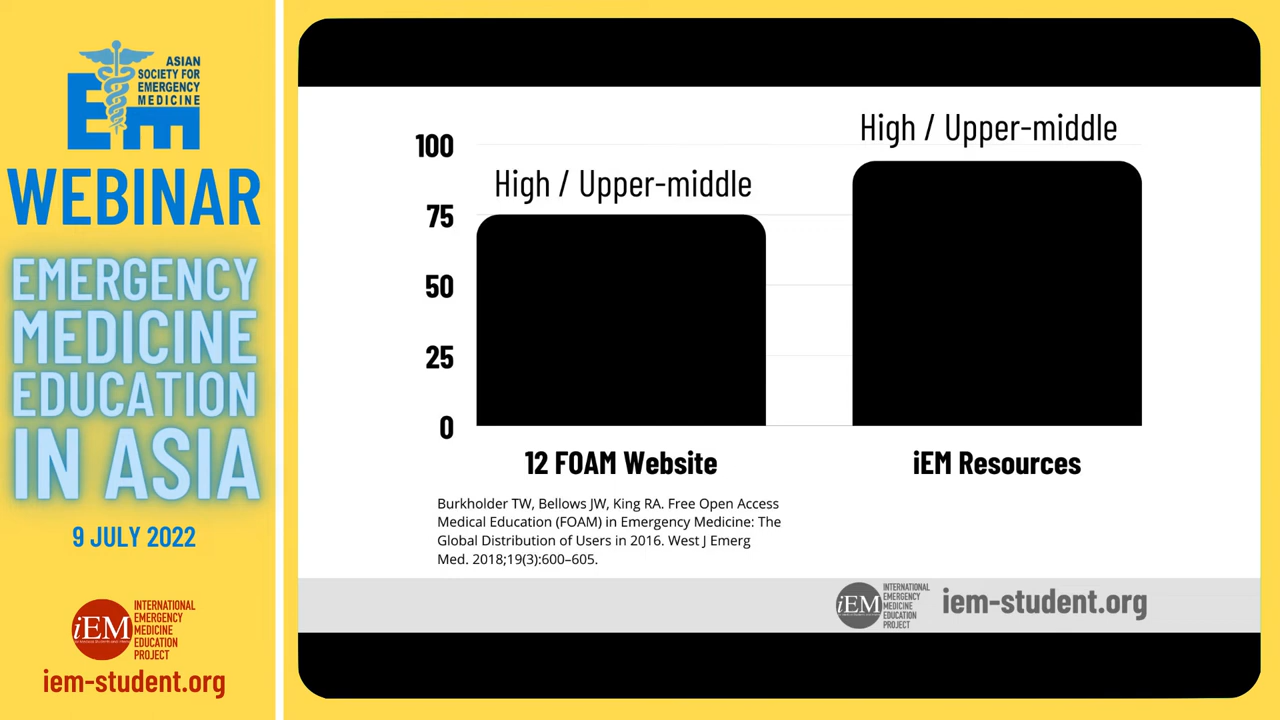 ASIAN
SOCIETY FOR
EMERGENCY
MEDICINE
Em
WEBINAR
EMERGENCY
MEDICINE
EDUCATION
IN ASIA
9 JULY 2022
iEM
INTERNATIONAL
EMERGENCY
MEDICINE
EDUCATION
PROJECT
iem-student.org
High / Upper-middle
High / Upper-middle
100
75
50
25
0
12 FOAM Website
iEM Resources
Burkholder TW, Bellows JW, King RA. Free Open Access
Medical Education (FOAM) in Emergency Medicine: The
Global Distribution of Users in 2016. West J Emerg
Med. 2018;19(3):600–605.
iEM
INTERNATIONAL
EMERGENCY
MEDICINE
EDUCATION
PROJECT
iem-student.org